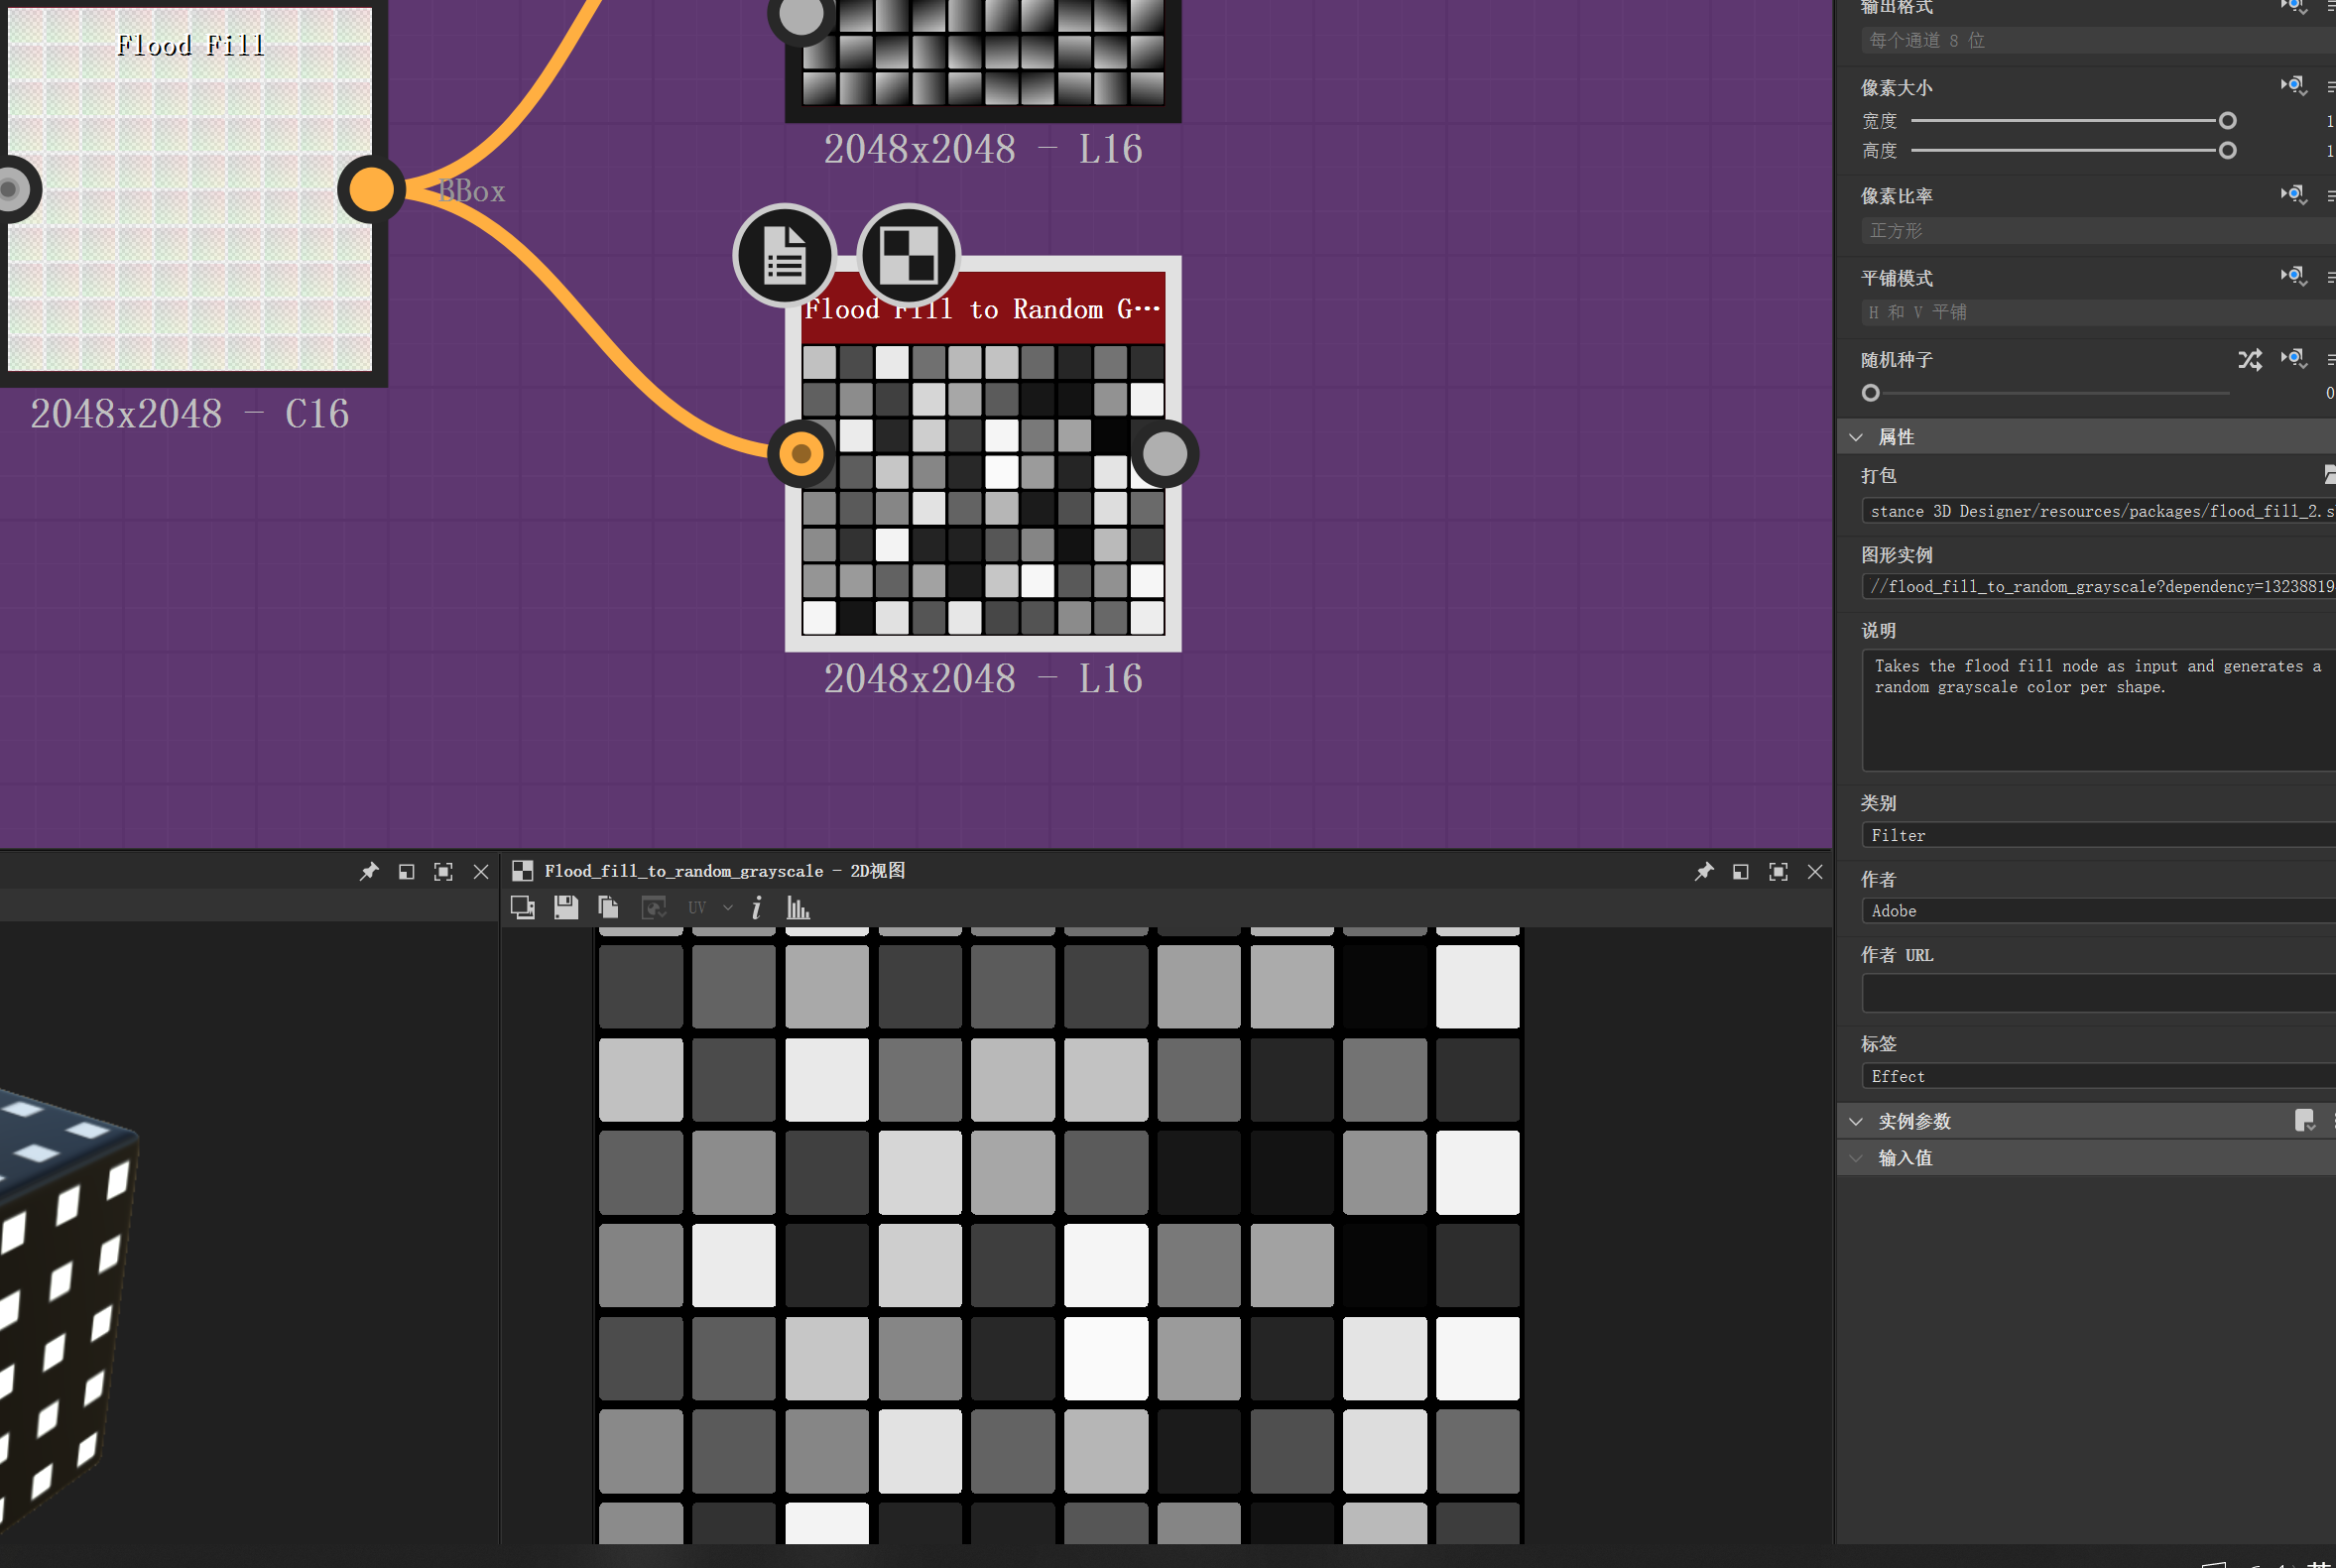 Flood Fill
2048x2048 - C16
BBox
2048x2048 - L16
Flood Fill to Random G…
2048x2048 - L16
Flood_fill_to_random_grayscale - 2D视图
UV
输出格式
每个通道 8 位
像素大小
宽度
1
高度
1
像素比率
正方形
平铺模式
H 和 V 平铺
随机种子
0
属性
打包
stance 3D Designer/resources/packages/flood_fill_2.s
图形实例
//flood_fill_to_random_grayscale?dependency=13238819
说明
Takes the flood fill node as input and generates a
random grayscale color per shape.
类别
Filter
作者
Adobe
作者 URL
标签
Effect
实例参数
输入值